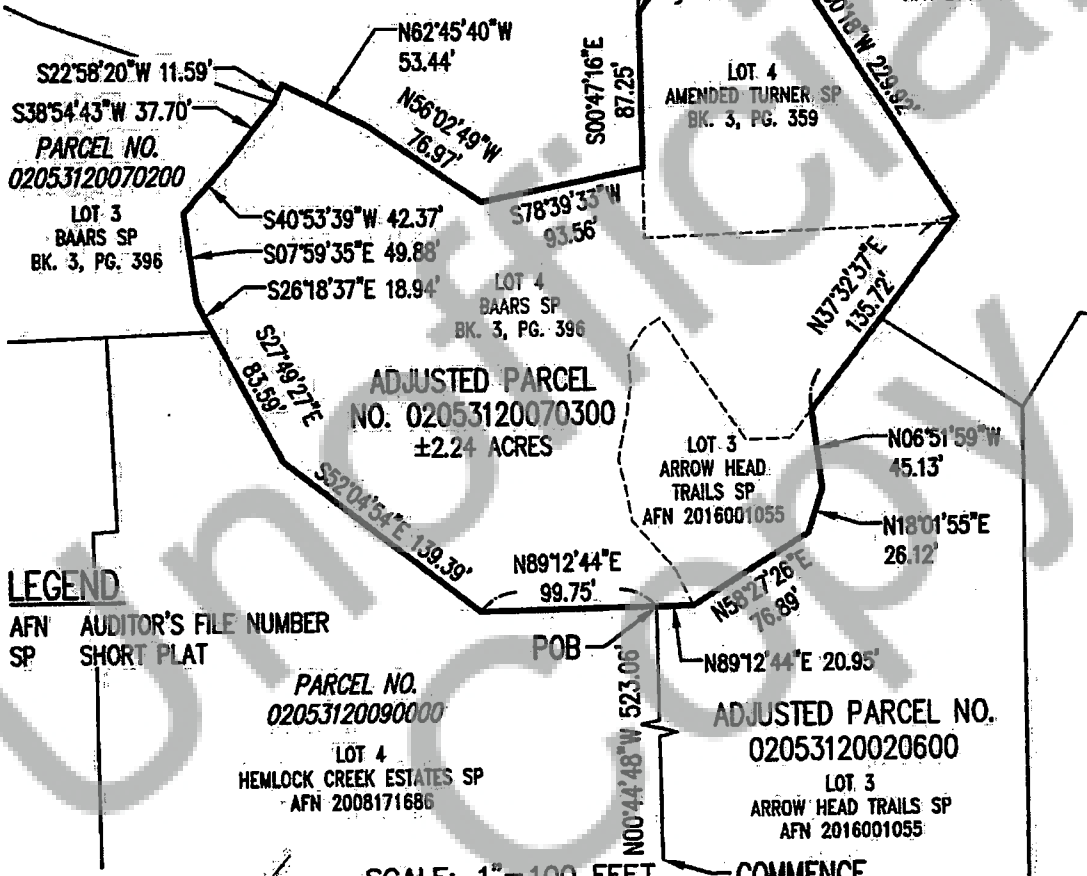 N62°45'40"W
53.44'
S22°58'20"W 11.59'
S38°54'43"W 37.70'
PARCEL NO.
02053120070200
LOT 3
BAARS SP
BK. 3, PG. 396
N56°02'49"W
76.97'
S00°47'16"E
87.25'
LOT 4
AMENDED TURNER SP
BK. 3, PG. 359
229.92'
S78°39'33"W
93.56'
S40°53'39"W 42.37'
S07°59'35"E 49.88'
S26°18'37"E 18.94'
LOT 4
BAARS SP
BK. 3, PG. 396
N37°32'37"E
135.72'
S27°49'27"E
83.59'
ADJUSTED PARCEL
NO. 02053120070300
±2.24 ACRES
LOT 3
ARROW HEAD
TRAILS SP
AFN 2016001055
N06°51'59"W
45.13'
N18°01'55"E
26.12'
S52°04'54"E 139.39'
N89°12'44"E
99.75'
N58°27'26"E
76.89'
LEGEND
AFN AUDITOR'S FILE NUMBER
SP SHORT PLAT
POB
N89°12'44"E 20.95'
PARCEL NO.
02053120090000
LOT 4
HEMLOCK CREEK ESTATES SP
AFN 2008171686
N00°44'48"W 523.06'
ADJUSTED PARCEL NO.
02053120020600
LOT 3
ARROW HEAD TRAILS SP
AFN 2016001055
SCALE: 1"=100 FEET
COMMENCE
Unofficial
Copy